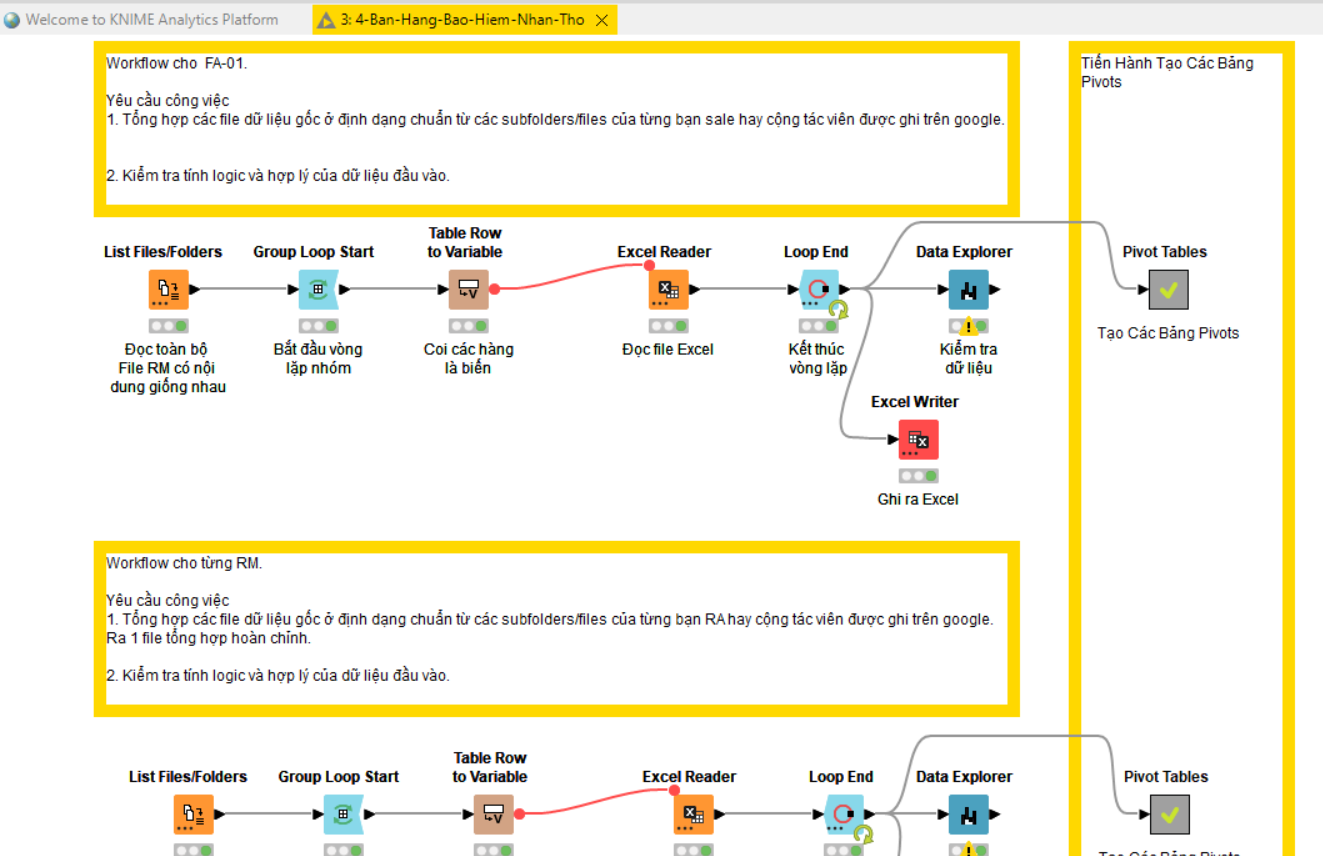 Welcome to KNIME Analytics Platform
3: 4-Ban-Hang-Bao-Hiem-Nhan-Tho
Workflow cho FA-01.
Yêu cầu công việc
1. Tổng hợp các file dữ liệu gốc ở định dạng chuẩn từ các subfolders/files của từng bạn sale hay cộng tác viên được ghi trên google.
2. Kiểm tra tính logic và hợp lý của dữ liệu đầu vào.
Tiến Hành Tạo Các Bảng
Pivots
List Files/Folders
Group Loop Start
Table Row
to Variable
Excel Reader
Loop End
Data Explorer
Pivot Tables
Đọc toàn bộ
File RM có nội
dung giống nhau
Bắt đầu vòng
lặp nhóm
Coi các hàng
là biến
Đọc file Excel
Kết thúc
vòng lặp
Kiểm tra
dữ liệu
Tạo Các Bảng Pivots
Excel Writer
Ghi ra Excel
Workflow cho từng RM.
Yêu cầu công việc
1. Tổng hợp các file dữ liệu gốc ở định dạng chuẩn từ các subfolders/files của từng bạn RA hay cộng tác viên được ghi trên google.
Ra 1 file tổng hợp hoàn chỉnh.
2. Kiểm tra tính logic và hợp lý của dữ liệu đầu vào.
List Files/Folders
Group Loop Start
Table Row
to Variable
Excel Reader
Loop End
Data Explorer
Pivot Tables
Tạo Các Bảng Pivots